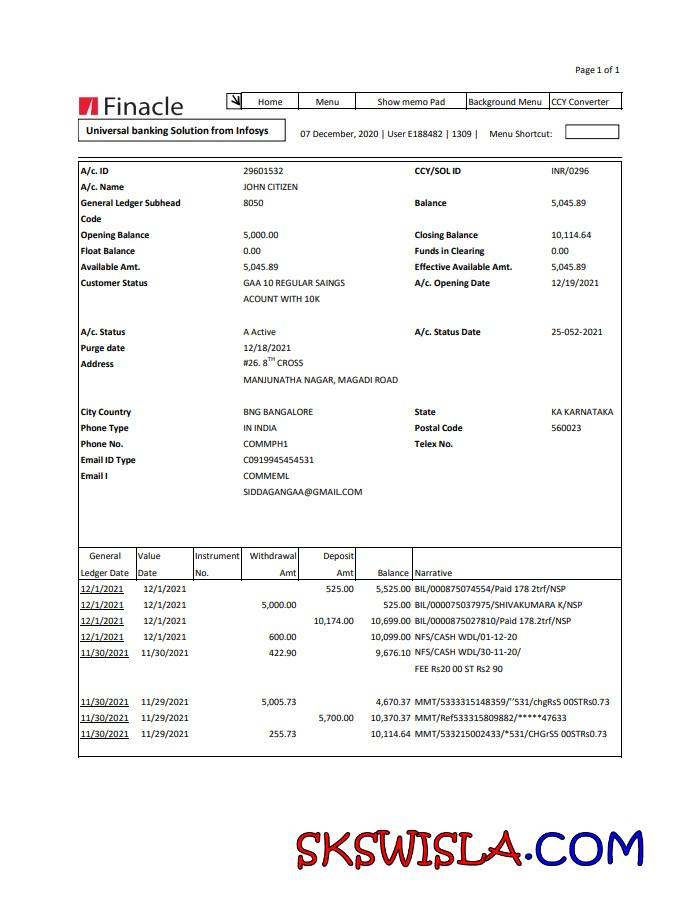 Page 1 of 1
Finacle
Home Menu Show memo Pad Background Menu CCY Converter
Universal banking Solution from Infosys
07 December, 2020 | User E188482 | 1309 | Menu Shortcut:
A/c. ID 29601532 CCY/SOL ID INR/0296
A/c. Name JOHN CITIZEN
General Ledger Subhead 8050 Balance 5,045.89
Code
Opening Balance 5,000.00 Closing Balance 10,114.64
Float Balance 0.00 Funds in Clearing 0.00
Available Amt. 5,045.89 Effective Available Amt. 5,045.89
Customer Status GAA 10 REGULAR SAINGS A/c. Opening Date 12/19/2021
ACOUNT WITH 10K
A/c. Status A Active A/c. Status Date 25-052-2021
Purge date 12/18/2021
Address #26. 8TH CROSS
MANJUNATHA NAGAR, MAGADI ROAD
City Country BNG BANGALORE State KA KARNATAKA
Phone Type IN INDIA Postal Code 560023
Phone No. COMMPH1 Telex No.
Email ID Type C0919945454531
Email I COMMEML
SIDDAGANGAA@GMAIL.COM
General Value Instrument Withdrawal Deposit
Ledger Date Date No. Amt Amt Balance Narrative
12/1/2021 12/1/2021 525.00 5,525.00 BIL/000875074554/Paid 178 2trf/NSP
12/1/2021 12/1/2021 5,000.00 525.00 BIL/000075037975/SHIVAKUMARA K/NSP
12/1/2021 12/1/2021 10,174.00 10,699.00 BIL/0000875027810/Paid 178.2trf/NSP
12/1/2021 12/1/2021 600.00 10,099.00 NFS/CASH WDL/01-12-20
11/30/2021 11/30/2021 422.90 9,676.10 NFS/CASH WDL/30-11-20/
FEE Rs20 00 ST Rs2 90
11/30/2021 11/29/2021 5,005.73 4,670.37 MMT/5333315148359/''531/chgRs5 00STRs0.73
11/30/2021 11/29/2021 5,700.00 10,370.37 MMT/Ref533315809882/*****47633
11/30/2021 11/29/2021 255.73 10,114.64 MMT/533215002433/*531/CHGrS5 00STRs0.73
SKSWISLA.COM